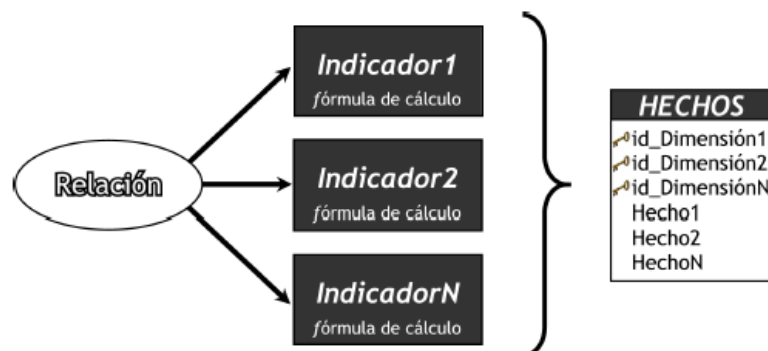 Relación
Indicador1
fórmula de cálculo
Indicador2
fórmula de cálculo
IndicadorN
fórmula de cálculo
HECHOS
id_Dimensión1
id_Dimensión2
id_DimensiónN
Hecho1
Hecho2
HechoN